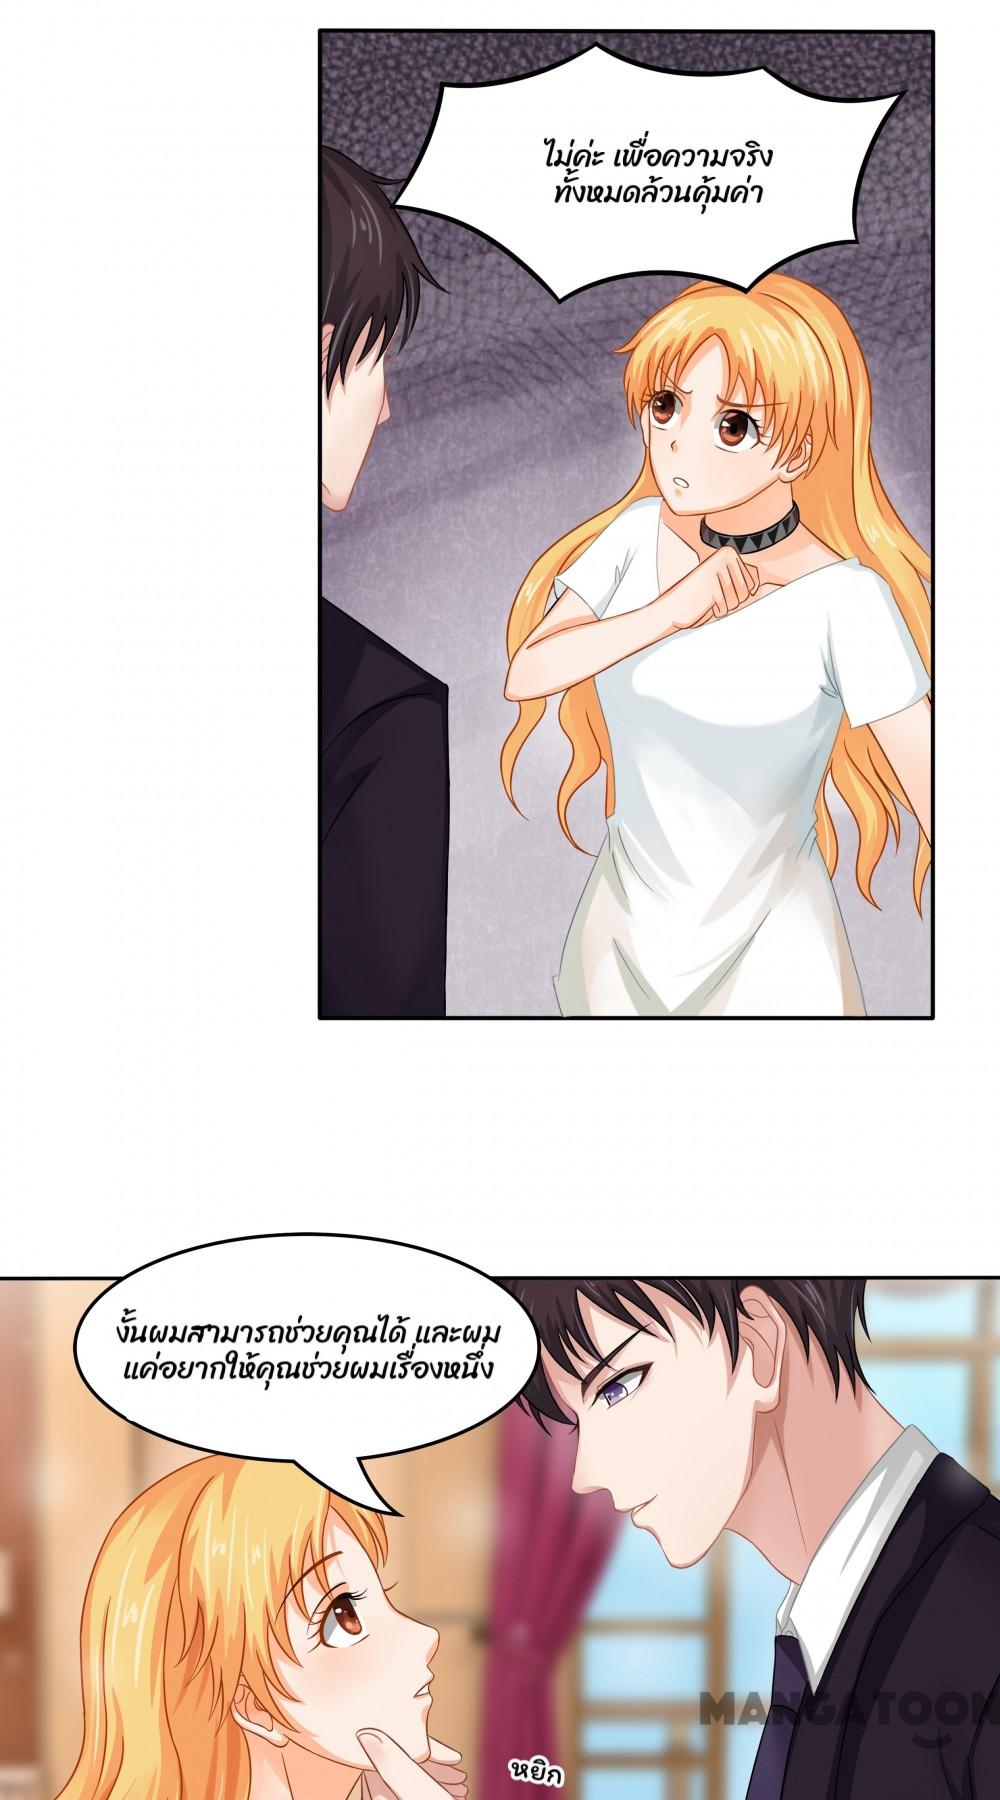 ไม่ค่ะ เพื่อความจริง
ทั้งหมดล้วนคุ้มค่า
งั้นผมสามารถช่วยคุณได้ และผม
แค่อยากให้คุณช่วยผมเรื่องหนึ่ง
หยิก
MANGATOON